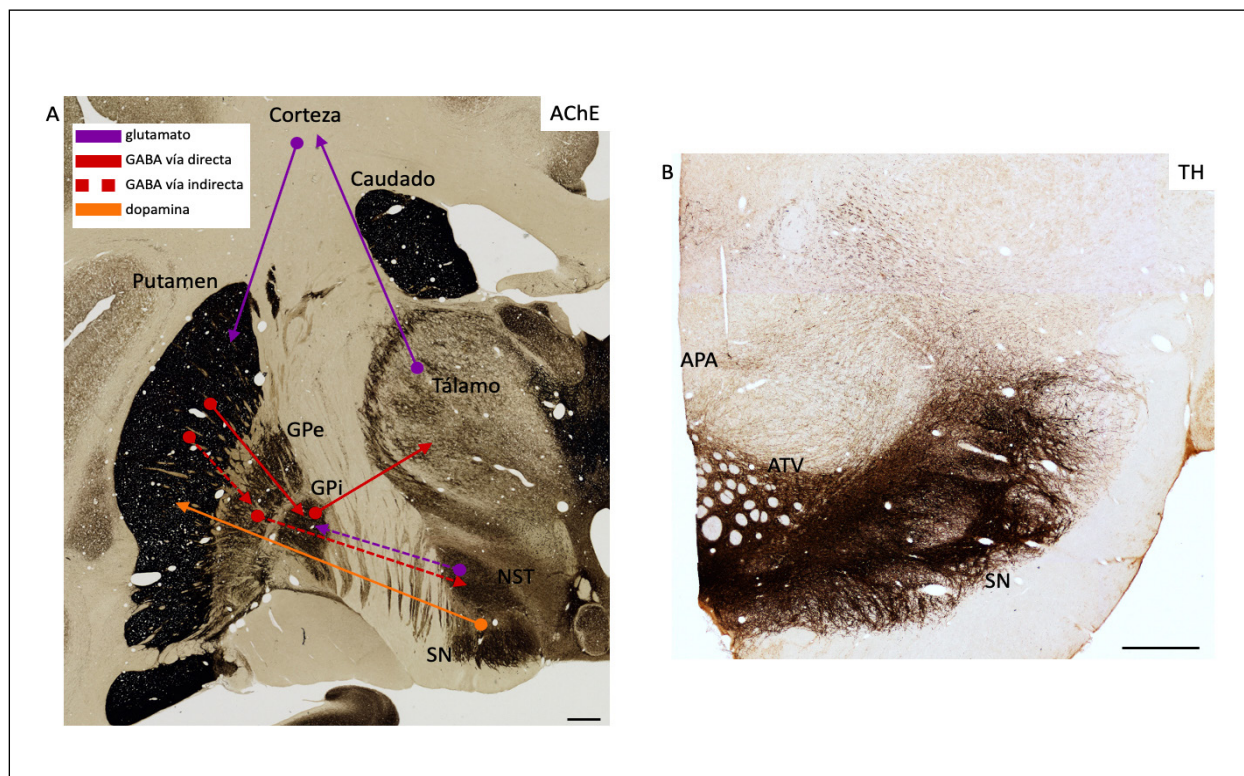 A
Corteza
AChE
glutamato
GABA vía directa
GABA vía indirecta
dopamina
Caudado
Putamen
Tálamo
GPe
GPi
NST
SN
B
TH
APA
ATV
SN